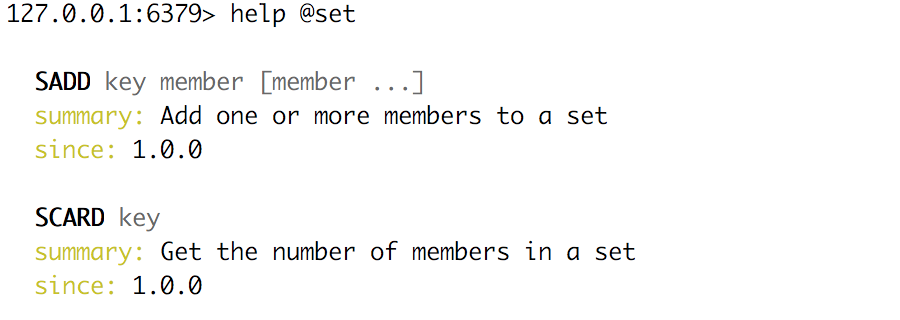 127.0.0.1:6379> help @set
SADD key member [member ...]
summary: Add one or more members to a set
since: 1.0.0
SCARD key
summary: Get the number of members in a set
since: 1.0.0